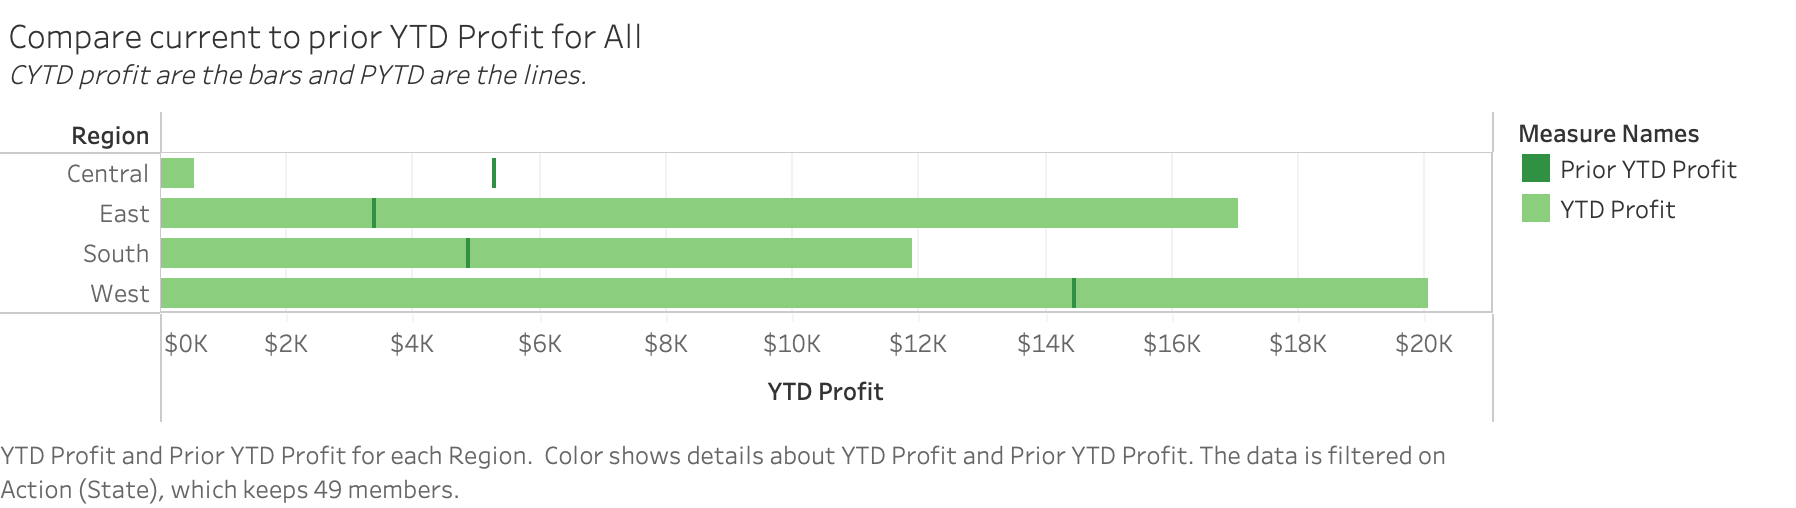 Compare current to prior YTD Profit for All
CYTD profit are the bars and PYTD are the lines.
Region
Measure Names
Central
Prior YTD Profit
East
YTD Profit
South
West
$0K $2K $4K $6K $8K $10K $12K $14K $16K $18K $20K
YTD Profit
YTD Profit and Prior YTD Profit for each Region.  Color shows details about YTD Profit and Prior YTD Profit. The data is filtered on
Action (State), which keeps 49 members.